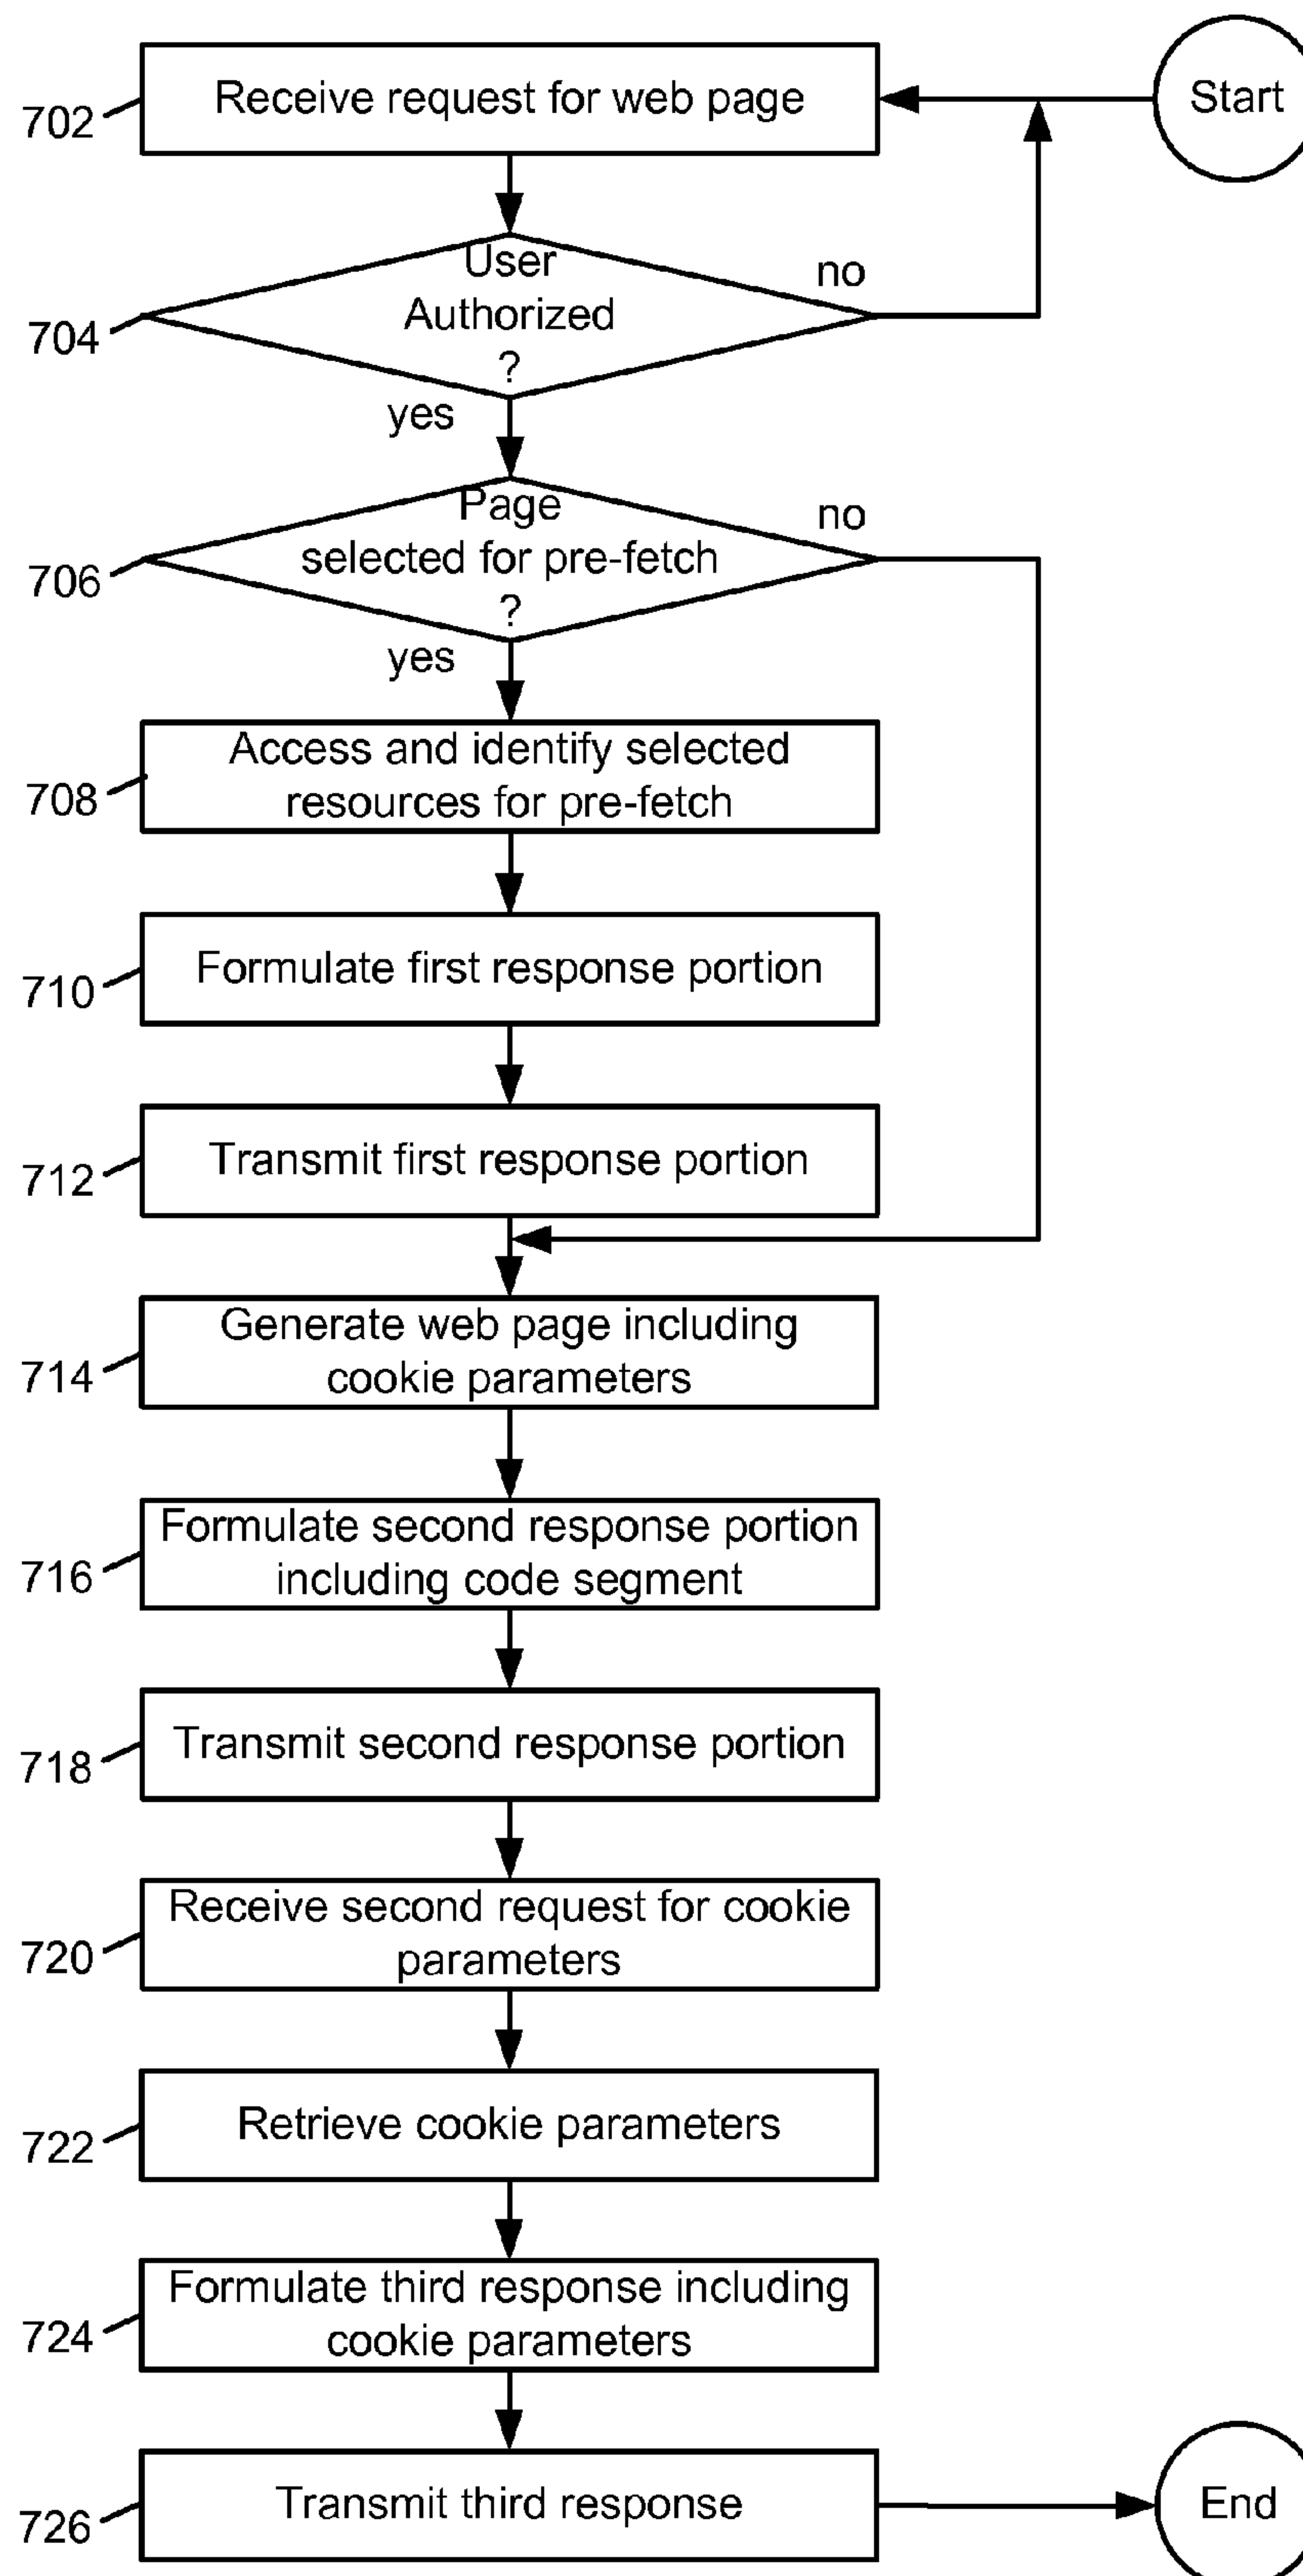 Receive request for web page
Start
702
User
no
Authorized
704
?
yes
Page
no
selected for pre-fetch
706
?
yes
Access and identify selected
resources for pre-fetch
708
Formulate first response portion
710
Transmit first response portion
712
Generate web page including
cookie parameters
714
Formulate second response portion
including code segment
716
Transmit second response portion
718
Receive second request for cookie
parameters
720
Retrieve cookie parameters
722
Formulate third response including
cookie parameters
724
Transmit third response
End
726